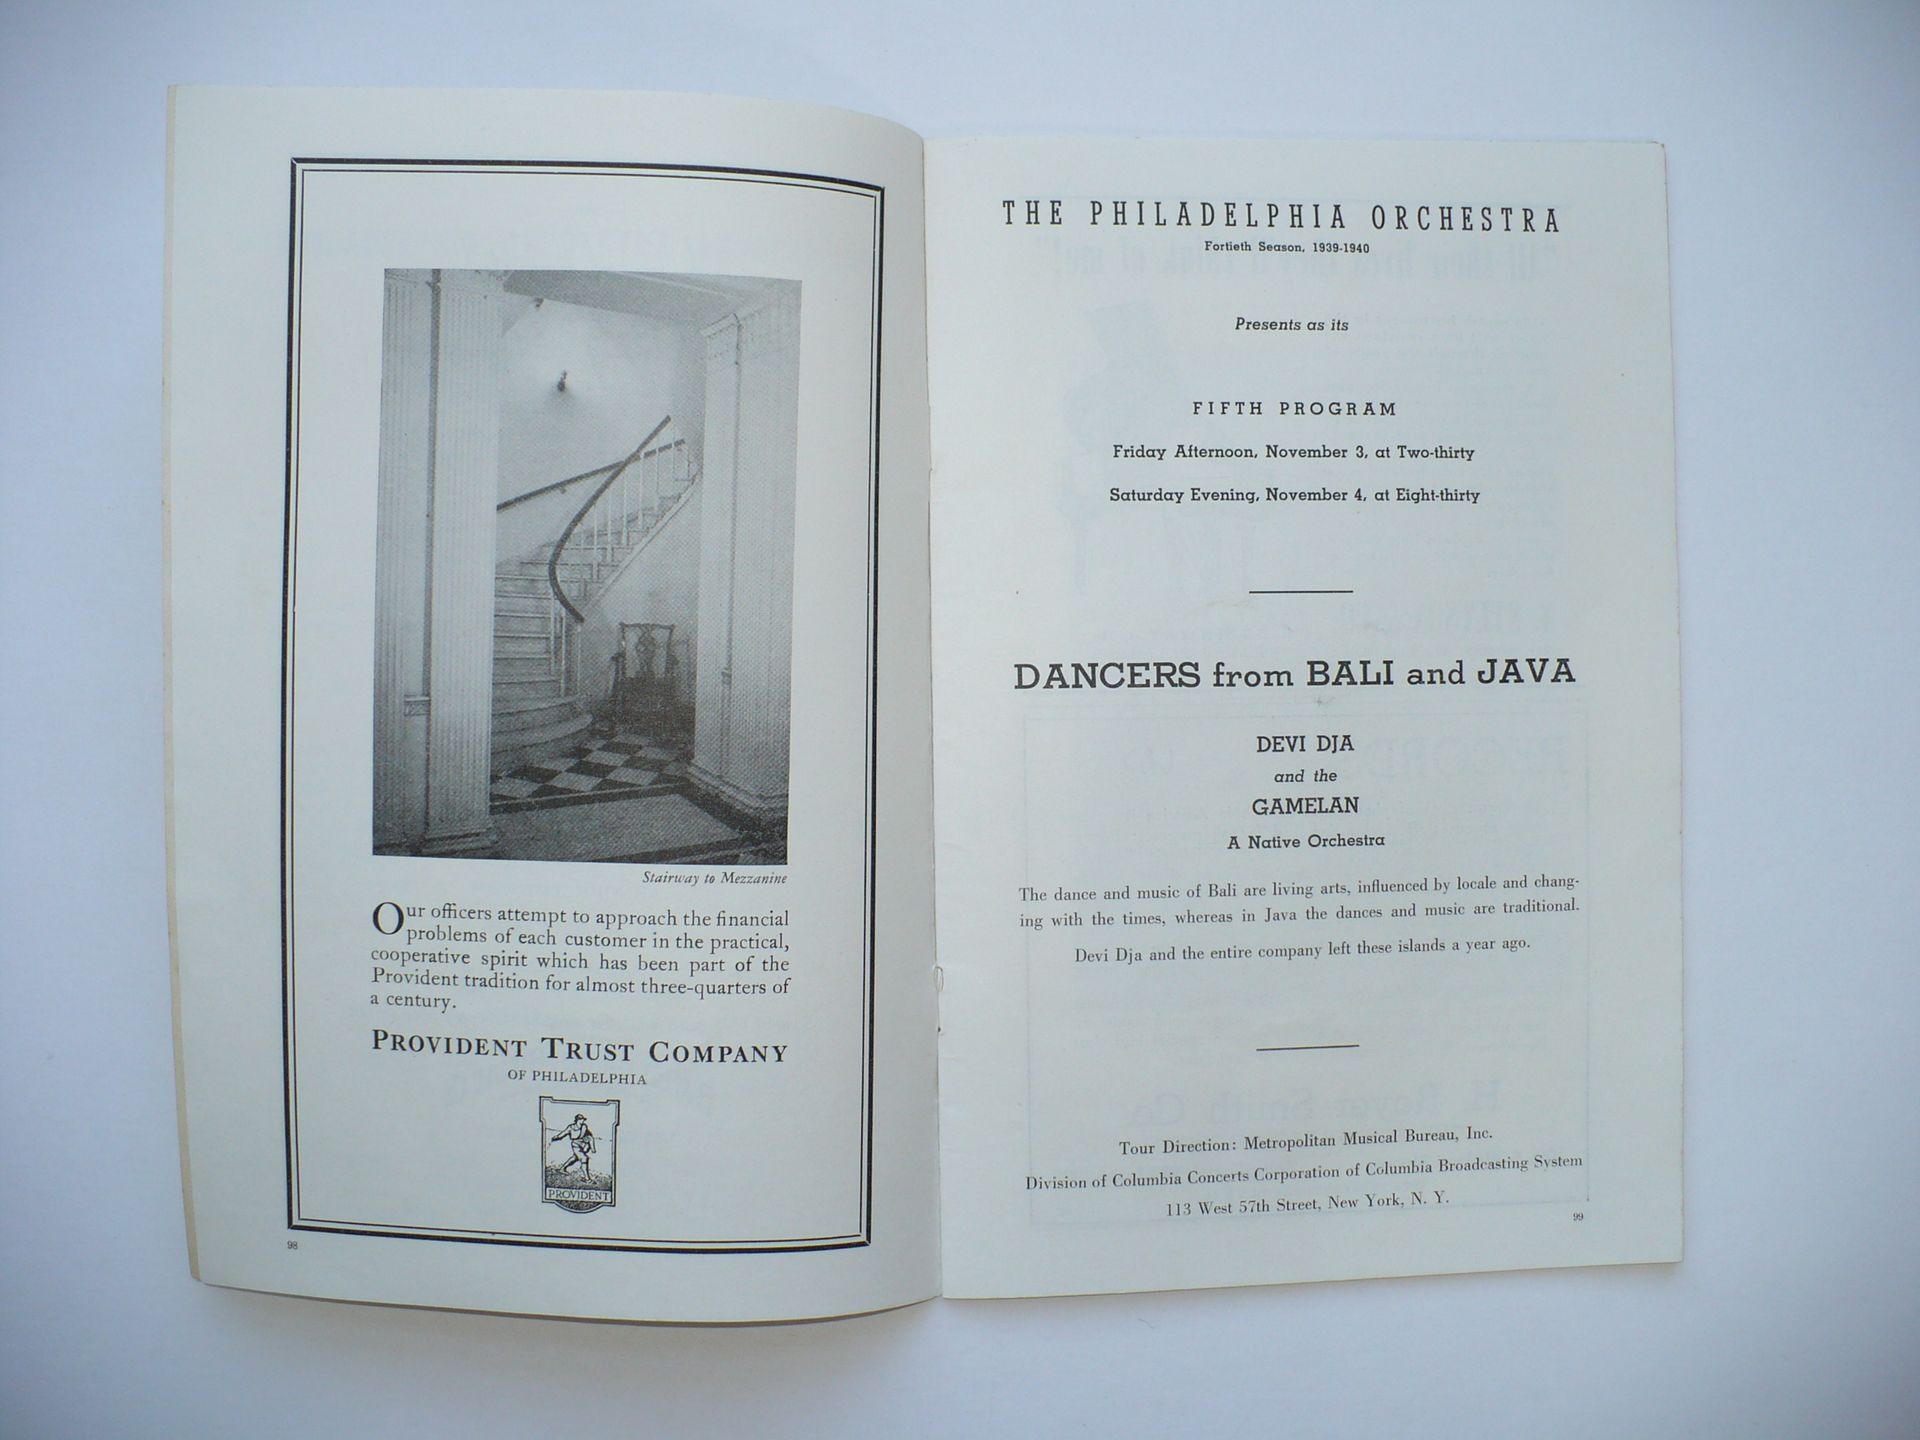 Stairway to Mezzanine
Our officers attempt to approach the financial
problems of each customer in the practical,
cooperative spirit which has been part of the
Provident tradition for almost three-quarters of
a century.
PROVIDENT TRUST COMPANY
OF PHILADELPHIA
PROVIDENT
98
THE PHILADELPHIA ORCHESTRA
Fortieth Season, 1939-1940
Presents as its
FIFTH PROGRAM
Friday Afternoon, November 3, at Two-thirty
Saturday Evening, November 4, at Eight-thirty
DANCERS from BALI and JAVA
DEVI DJA
and the
GAMELAN
A Native Orchestra
The dance and music of Bali are living arts, influenced by locale and chang-
ing with the times, whereas in Java the dances and music are traditional.
Devi Dja and the entire company left these islands a year ago.
Tour Direction: Metropolitan Musical Bureau, Inc.
Division of Columbia Concerts Corporation of Columbia Broadcasting System
113 West 57th Street, New York, N. Y.
99